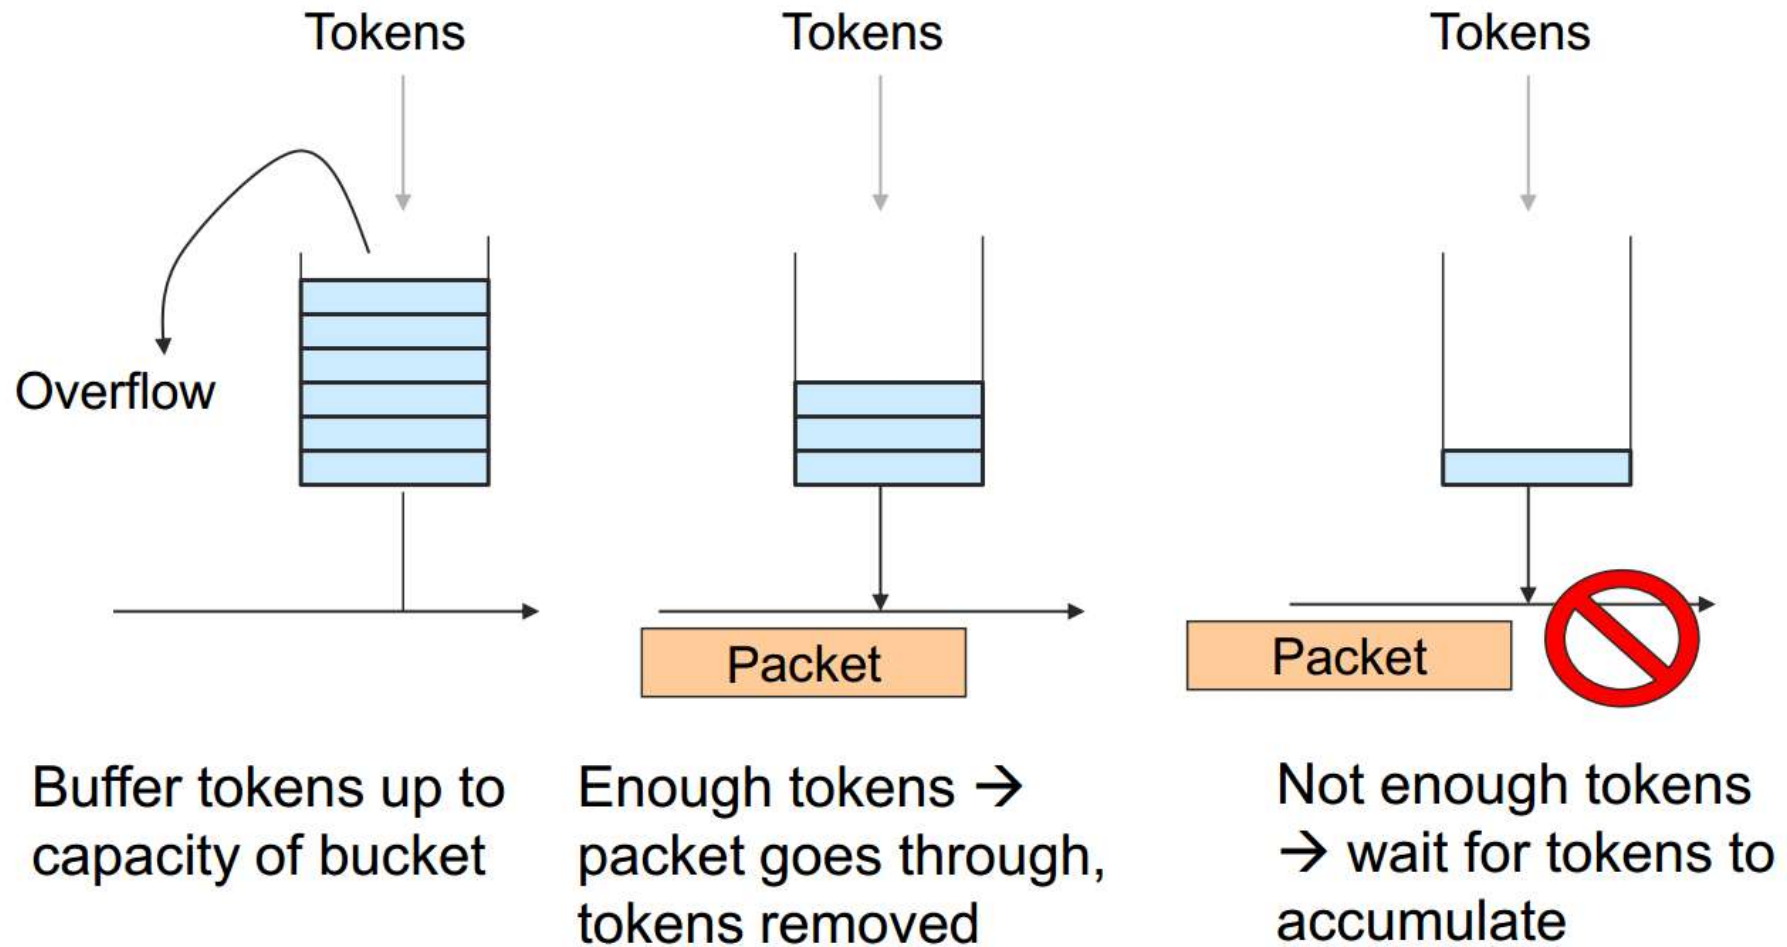 Tokens
Tokens
Tokens
Overflow
Packet
Packet
Buffer tokens up to
capacity of bucket
Enough tokens →
packet goes through,
tokens removed
Not enough tokens
→ wait for tokens to
accumulate